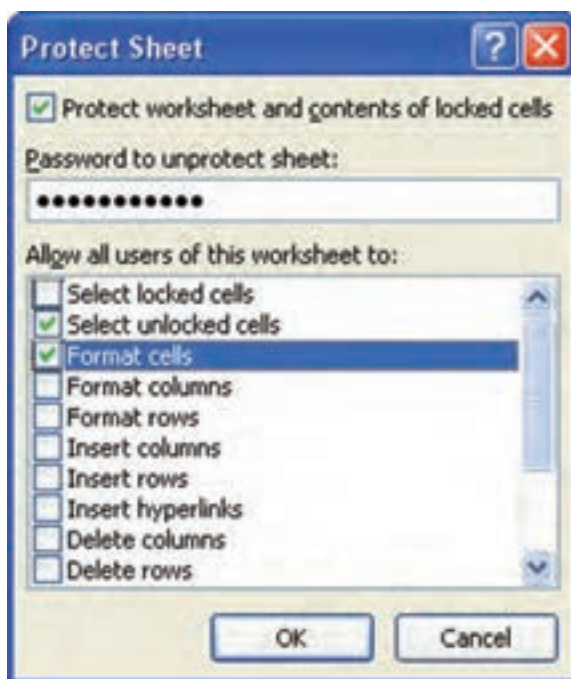 Protect Sheet
Protect worksheet and contents of locked cells
Password to unprotect sheet:
●●●●●●●●●●●
Allow all users of this worksheet to:
Select locked cells
Select unlocked cells
Format cells
Format columns
Format rows
Insert columns
Insert rows
Insert hyperlinks
Delete columns
Delete rows
OK Cancel